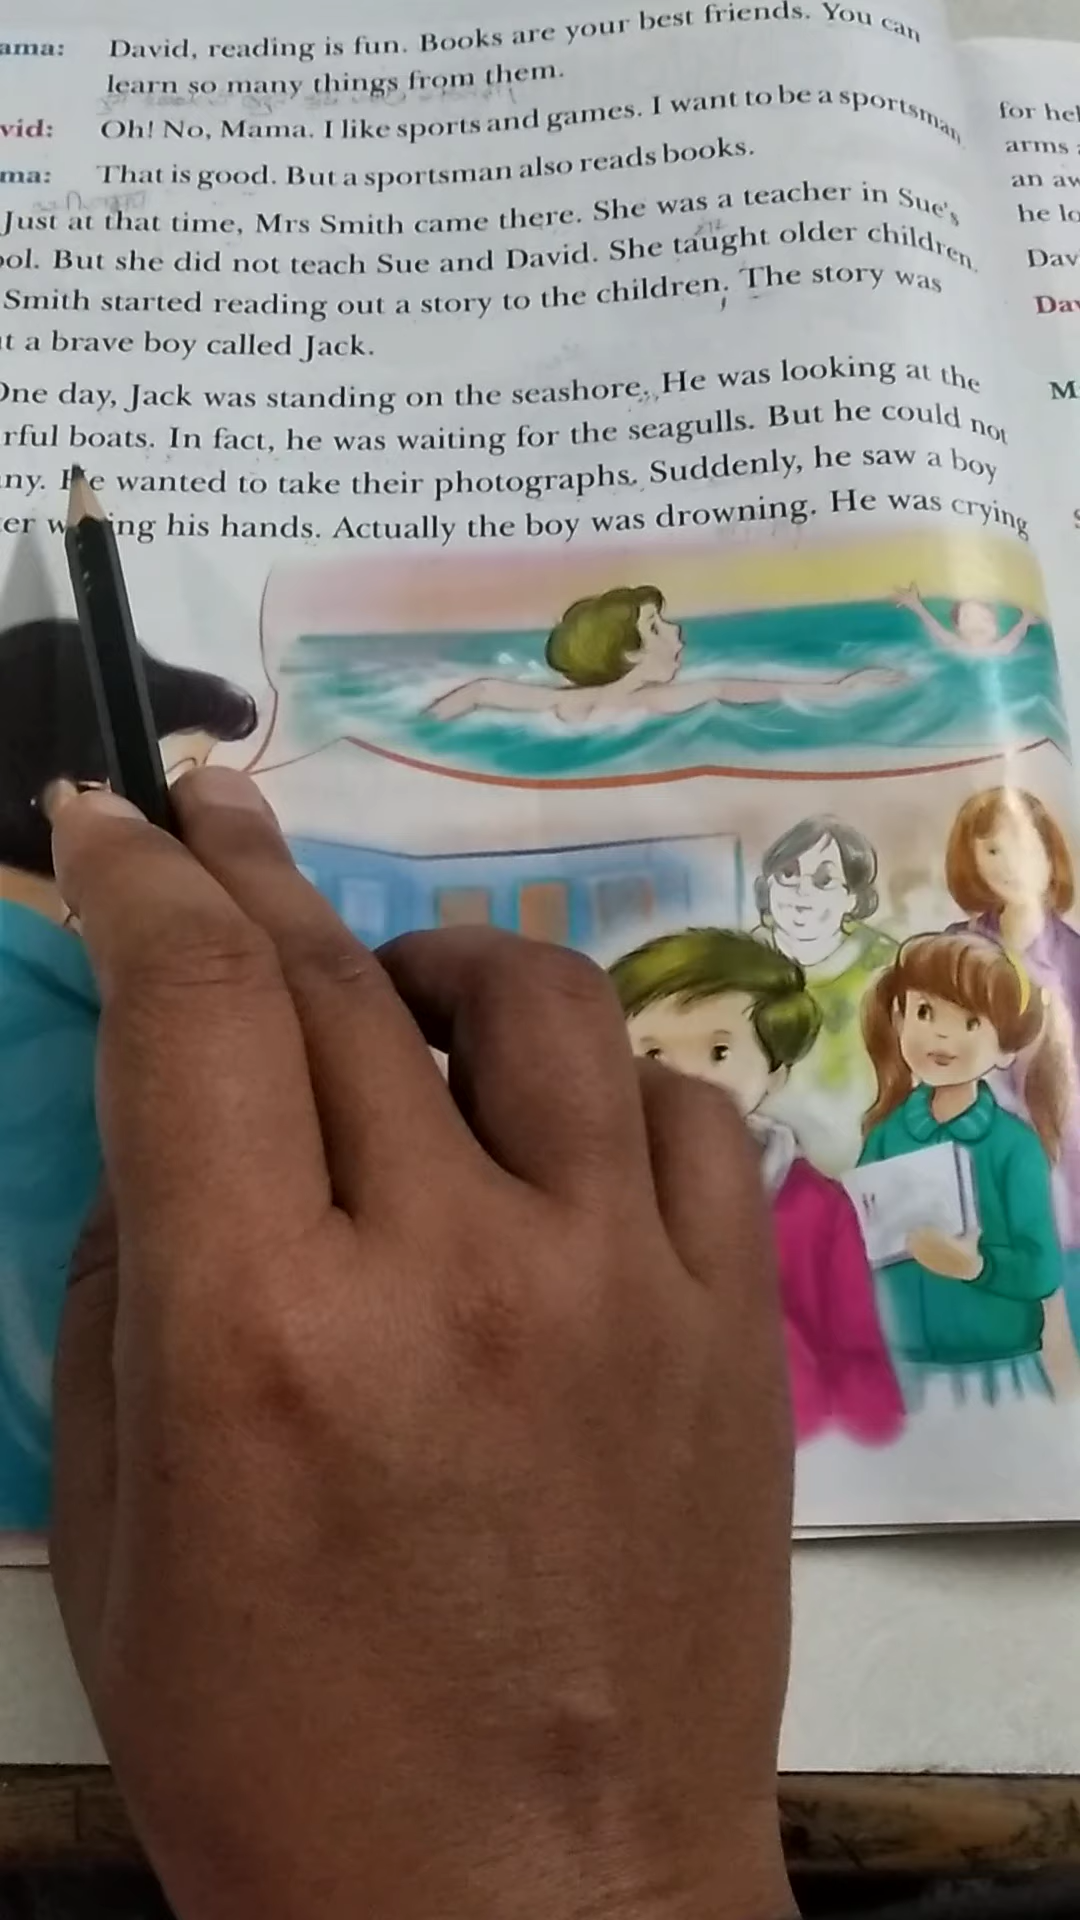 ama: David, reading is fun. Books are your best friends. You can
learn so many things from them.
vid: Oh! No, Mama. I like sports and games. I want to be a sportsman
ma: That is good. But a sportsman also reads books.
Just at that time, Mrs Smith came there. She was a teacher in Sue's
ool. But she did not teach Sue and David. She taught older children.
Smith started reading out a story to the children. The story was
t a brave boy called Jack.
One day, Jack was standing on the seashore. He was looking at the
rful boats. In fact, he was waiting for the seagulls. But he could not
ny. He wanted to take their photographs. Suddenly, he saw a boy
er w ing his hands. Actually the boy was drowning. He was crying
for hel
arms
an aw
he lo
Dav
Dav
M